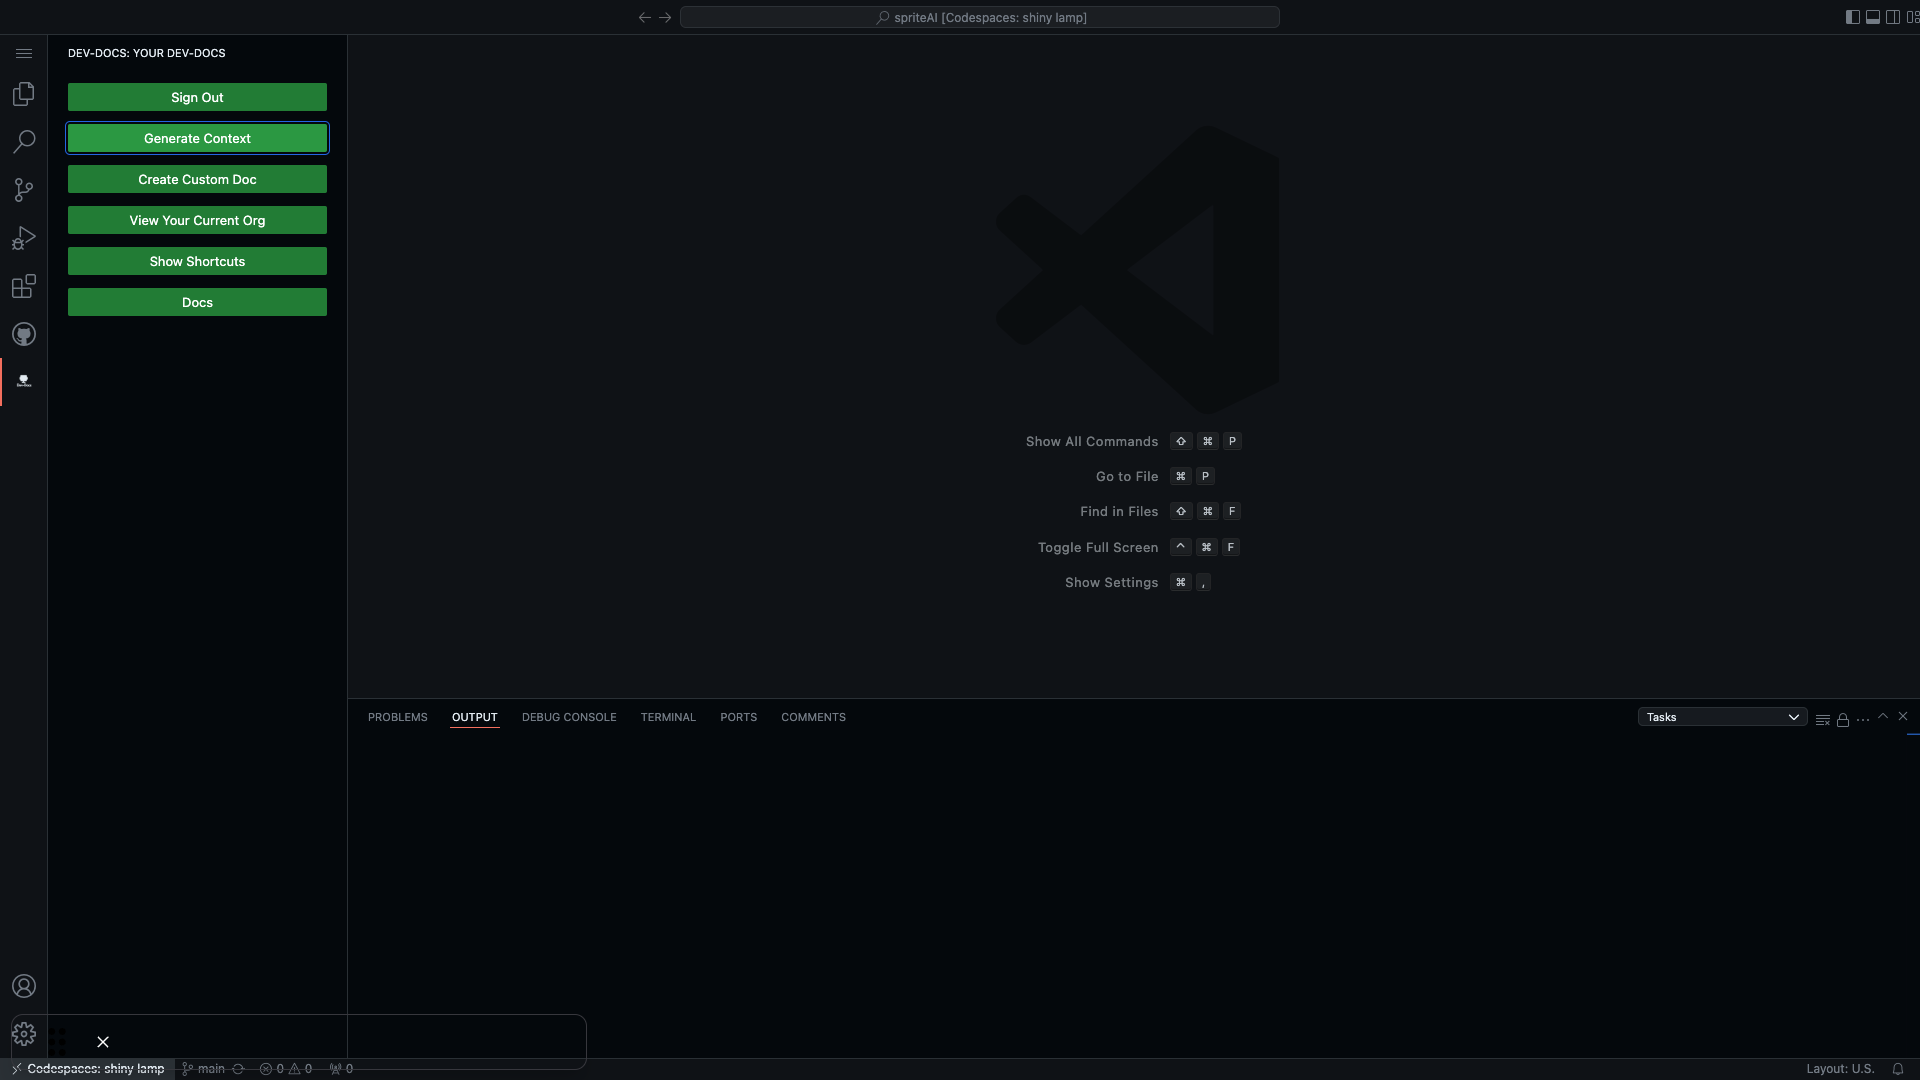 spriteAI [Codespaces: shiny lamp]
DEV-DOCS: YOUR DEV-DOCS
Sign Out
Generate Context
Create Custom Doc
View Your Current Org
Show Shortcuts
Docs
Show All Commands ⇧ ⌘ P
Go to File ⌘ P
Find in Files ⇧ ⌘ F
Toggle Full Screen ^ ⌘ F
Show Settings ⌘ ,
PROBLEMS OUTPUT DEBUG CONSOLE TERMINAL PORTS COMMENTS Tasks
Codespaces: shiny lamp main 0 0 0 Layout: U.S.